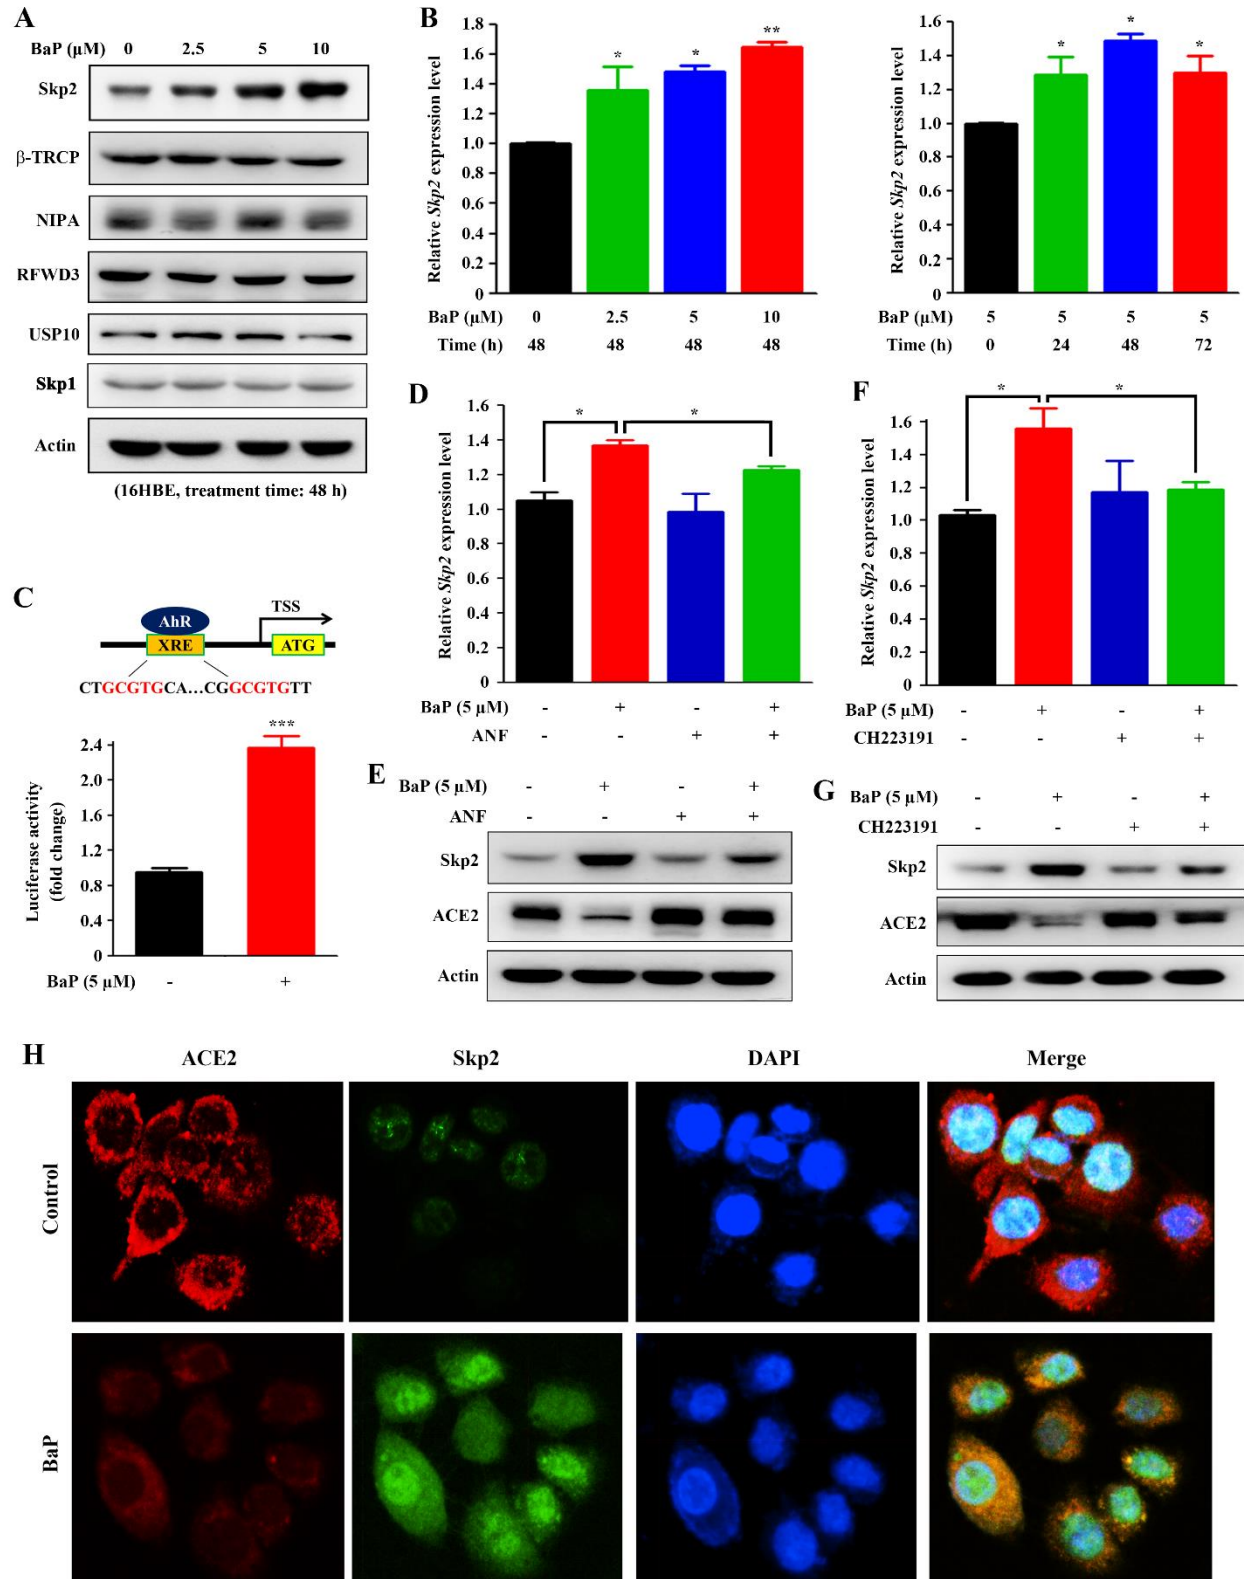 A
BaP (µM) 0 2.5 5 10
Skp2
β-TRCP
NIPA
RFWD3
USP10
Skp1
Actin
(16HBE, treatment time: 48 h)
B
Relative Skp2 expression level
1.8
1.6
1.4
1.2
1.0
0.8
0.6
0.4
0.2
0
* * **
BaP (µM) 0 2.5 5 10
Time (h) 48 48 48 48
Relative Skp2 expression level
1.6
1.4
1.2
1.0
0.8
0.6
0.4
0.2
0
* * *
BaP (µM) 5 5 5 5
Time (h) 0 24 48 72
C
AhR
XRE
TSS
ATG
CTGCGTGCA...CGGCGTGTT
Luciferase activity
(fold change)
2.4
2.0
1.6
1.2
0.8
0.4
0
***
BaP (5 µM) - +
D
Relative Skp2 expression level
1.6
1.4
1.2
1.0
0.8
0.6
0.4
0.2
0
* *
BaP (5 µM) - + - +
ANF - - + +
F
Relative Skp2 expression level
1.6
1.4
1.2
1.0
0.8
0.6
0.4
0.2
0
* *
BaP (5 µM) - + - +
CH223191 - - + +
E
BaP (5 µM) - + - +
ANF - - + +
Skp2
ACE2
Actin
G
BaP (5 µM) - + - +
CH223191 - - + +
Skp2
ACE2
Actin
H
ACE2 Skp2 DAPI Merge
Control
BaP